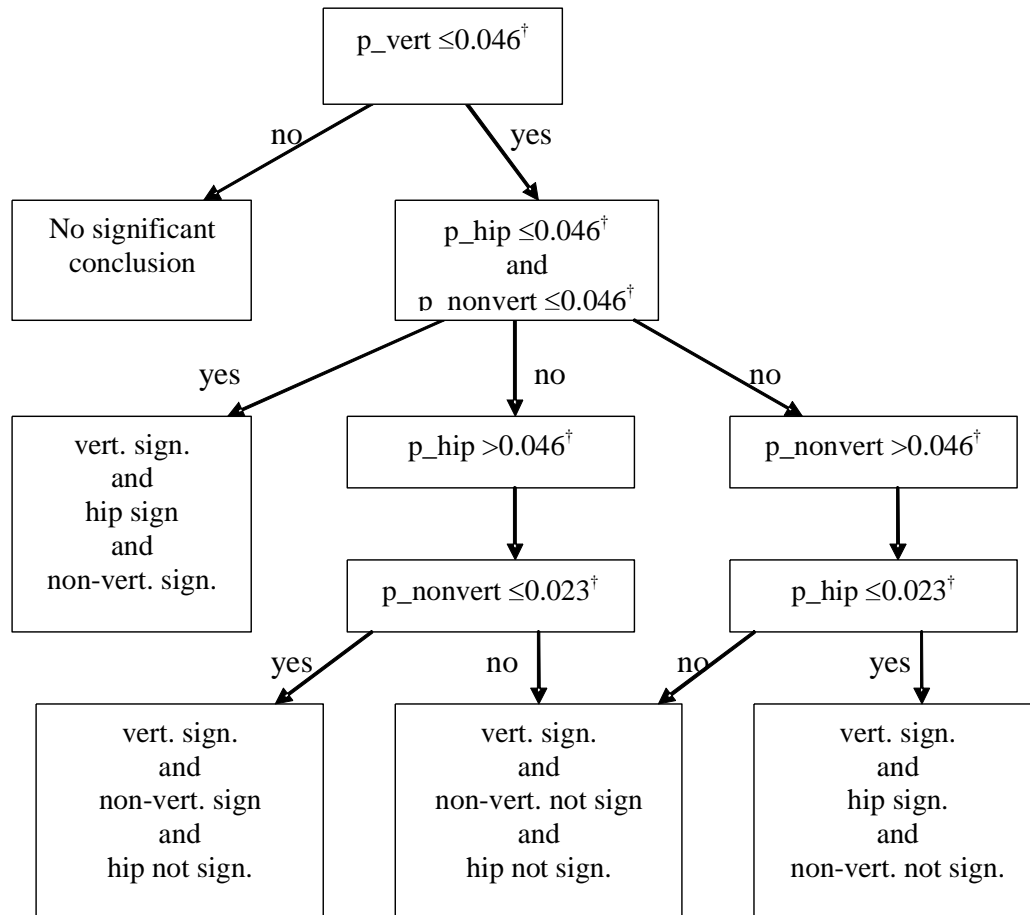 p_vert ≤0.046†
no
yes
No significant
conclusion
p_hip ≤0.046†
and
p_nonvert ≤0.046†
yes
no
no
vert. sign.
and
hip sign
and
non-vert. sign.
p_hip >0.046†
p_nonvert >0.046†
p_nonvert ≤0.023†
p_hip ≤0.023†
yes
no
no
yes
vert. sign.
and
non-vert. sign
and
hip not sign.
vert. sign.
and
non-vert. not sign
and
hip not sign.
vert. sign.
and
hip sign.
and
non-vert. not sign.